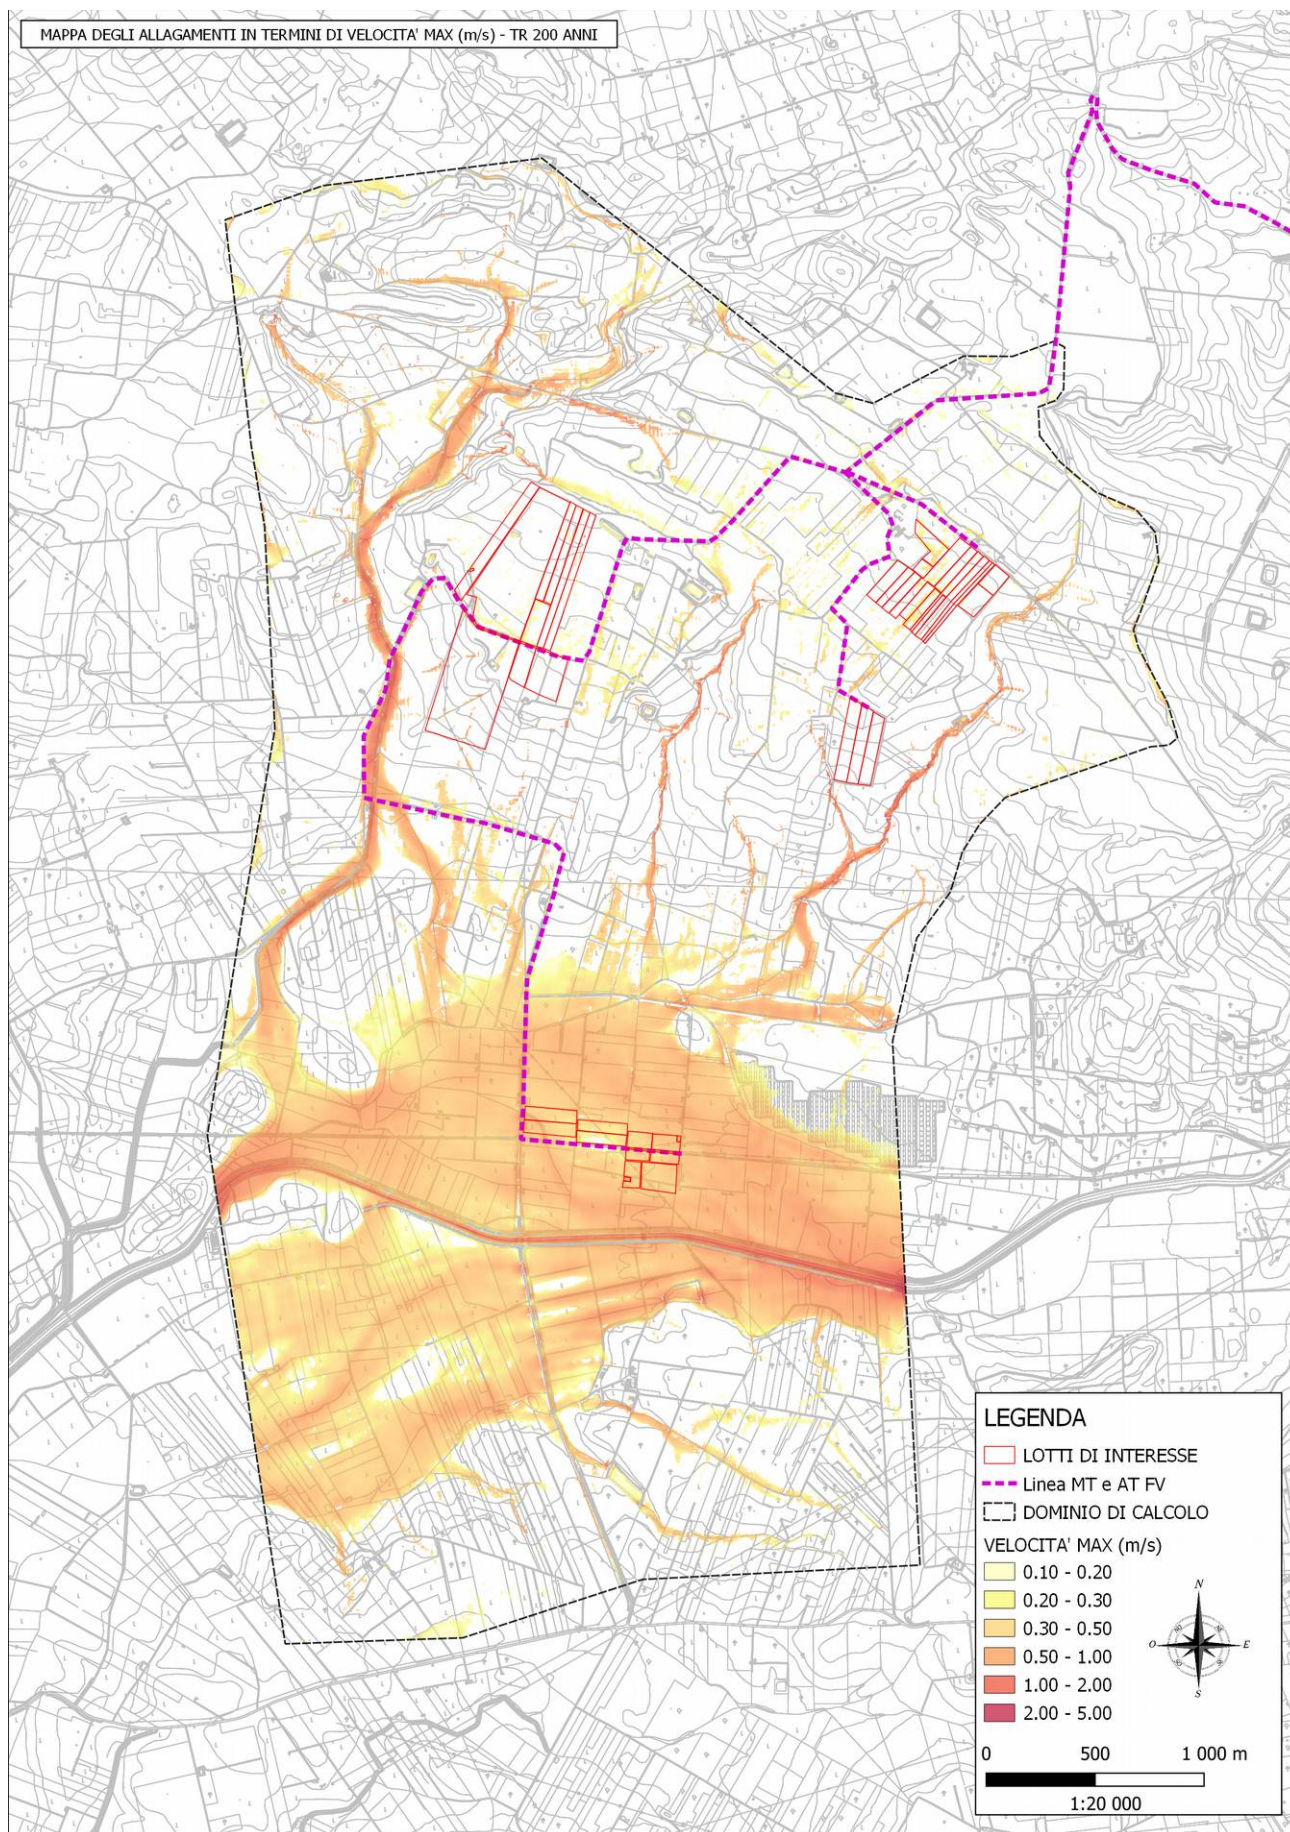 MAPPA DEGLI ALLAGAMENTI IN TERMINI DI VELOCITA' MAX (m/s) - TR 200 ANNI
LEGENDA
LOTTI DI INTERESSE
Linea MT e AT FV
DOMINIO DI CALCOLO
VELOCITA' MAX (m/s)
0.10 - 0.20
0.20 - 0.30
0.30 - 0.50
0.50 - 1.00
1.00 - 2.00
2.00 - 5.00
N
O
E
S
0 500 1 000 m
1:20 000